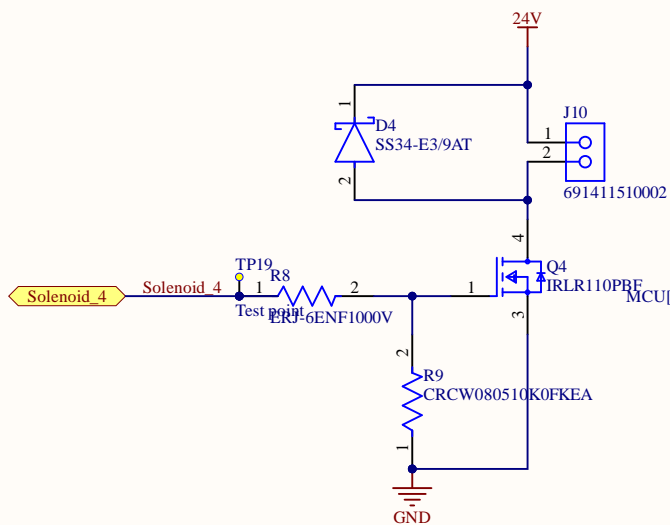 24V
J10
1
D4
1
SS34-E3/9AT
2
2
691411510002
4
TP19
Q4
R8
Solenoid_4
Solenoid_4
1
2
1
IRLR110PBF
MCU[
Test point
ERJ-6ENF1000V
3
2
R9
CRCW080510K0FKEA
1
GND